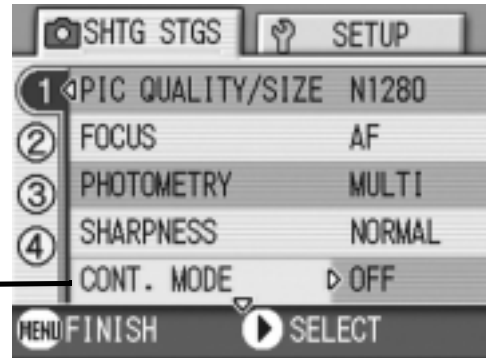 SHTG STGS SETUP
1 PIC QUALITY/SIZE N1280
2 FOCUS AF
3 PHOTOMETRY MULTI
4 SHARPNESS NORMAL
CONT. MODE OFF
MENU FINISH SELECT